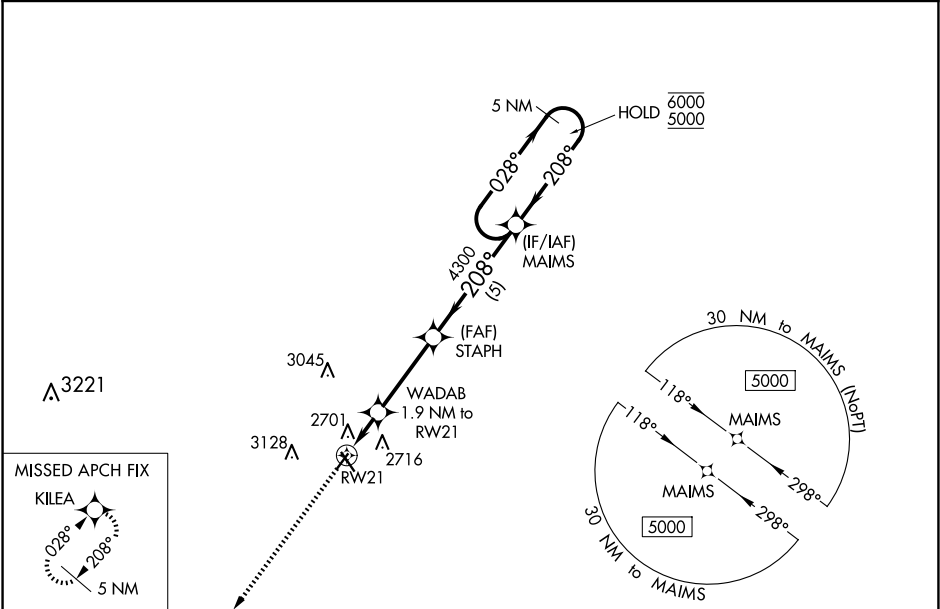 5 NM
HOLD 6000
5000
028°
208°
(IF/IAF)
MAIMS
4300
208°
(5)
(FAF)
STAPH
3045
3221
WADAB
1.9 NM to
RW21
2701
3128
2716
RW21
MISSED APCH FIX
KILEA
028°
208°
5 NM
30 NM to MAIMS (NoPT)
5000
118°
MAIMS
298°
118°
MAIMS
298°
5000
30 NM to MAIMS